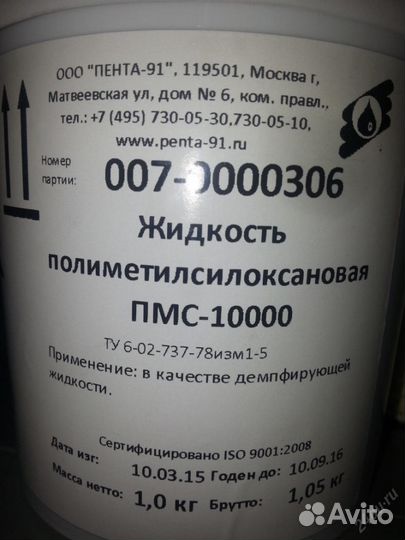 ООО "ПЕНТА-91", 119501, Москва г,
Матвеевская ул, дом № 6, ком. правл.,
тел.: +7 (495) 730-05-30,730-05-10,
www.penta-91.ru
Номер
партии: 007-0000306
Жидкость
полиметилсилоксановая
ПМС-10000
ТУ 6-02-737-78изм1-5
Применение: в качестве демпфирующей
жидкости.
Сертифицировано ISO 9001:2008
Дата изг: 10.03.15 Годен до: 10.09.16
Масса нетто: 1,0 кг Брутто: 1,05 кг
Avito